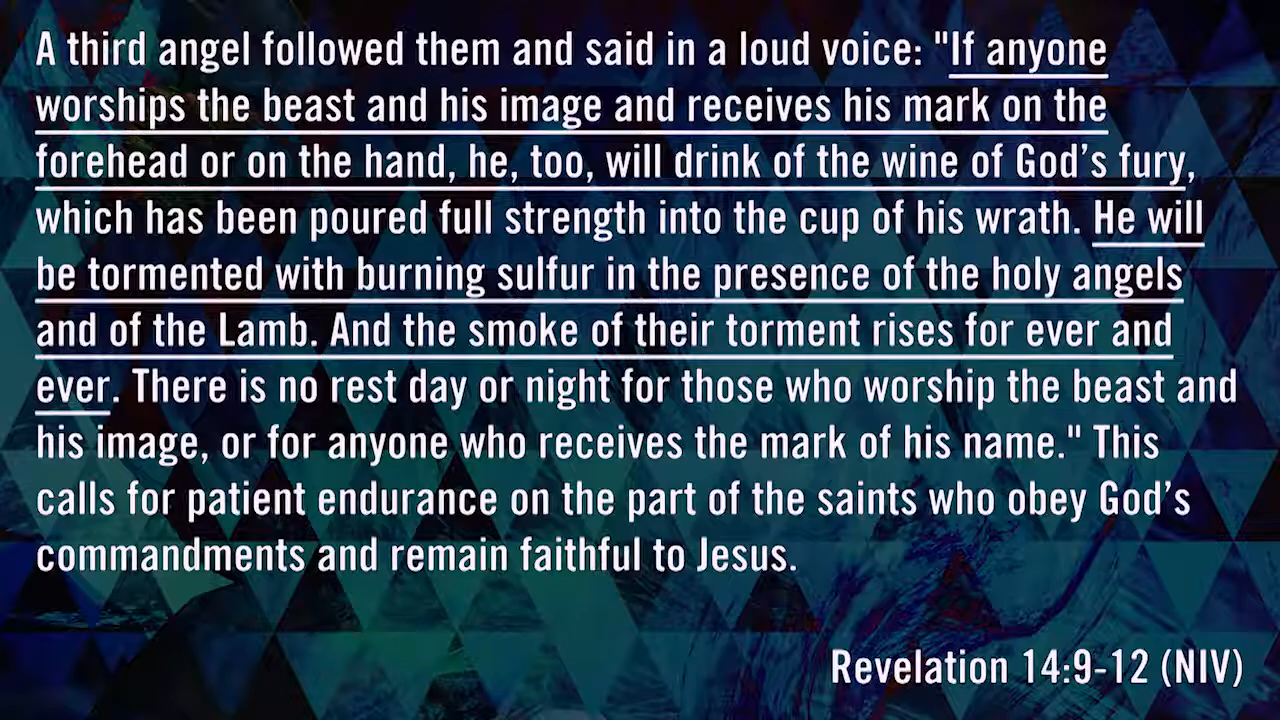 A third angel followed them and said in a loud voice: "If anyone
worships the beast and his image and receives his mark on the
forehead or on the hand, he, too, will drink of the wine of God’s fury,
which has been poured full strength into the cup of his wrath. He will
be tormented with burning sulfur in the presence of the holy angels
and of the Lamb. And the smoke of their torment rises for ever and
ever. There is no rest day or night for those who worship the beast and
his image, or for anyone who receives the mark of his name." This
calls for patient endurance on the part of the saints who obey God’s
commandments and remain faithful to Jesus.
Revelation 14:9-12 (NIV)